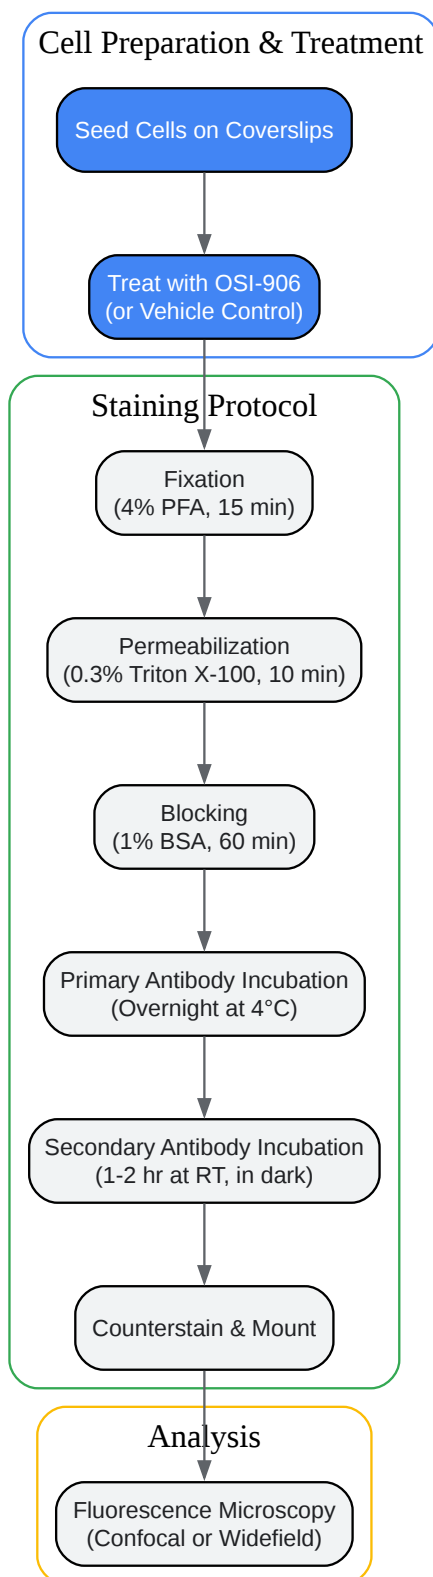 Cell Preparation & Treatment
Seed Cells on Coverslips
Treat with OSI-906
(or Vehicle Control)
Staining Protocol
Fixation
(4% PFA, 15 min)
Permeabilization
(0.3% Triton X-100, 10 min)
Blocking
(1% BSA, 60 min)
Primary Antibody Incubation
(Overnight at 4°C)
Secondary Antibody Incubation
(1-2 hr at RT, in dark)
Counterstain & Mount
Analysis
Fluorescence Microscopy
(Confocal or Widefield)